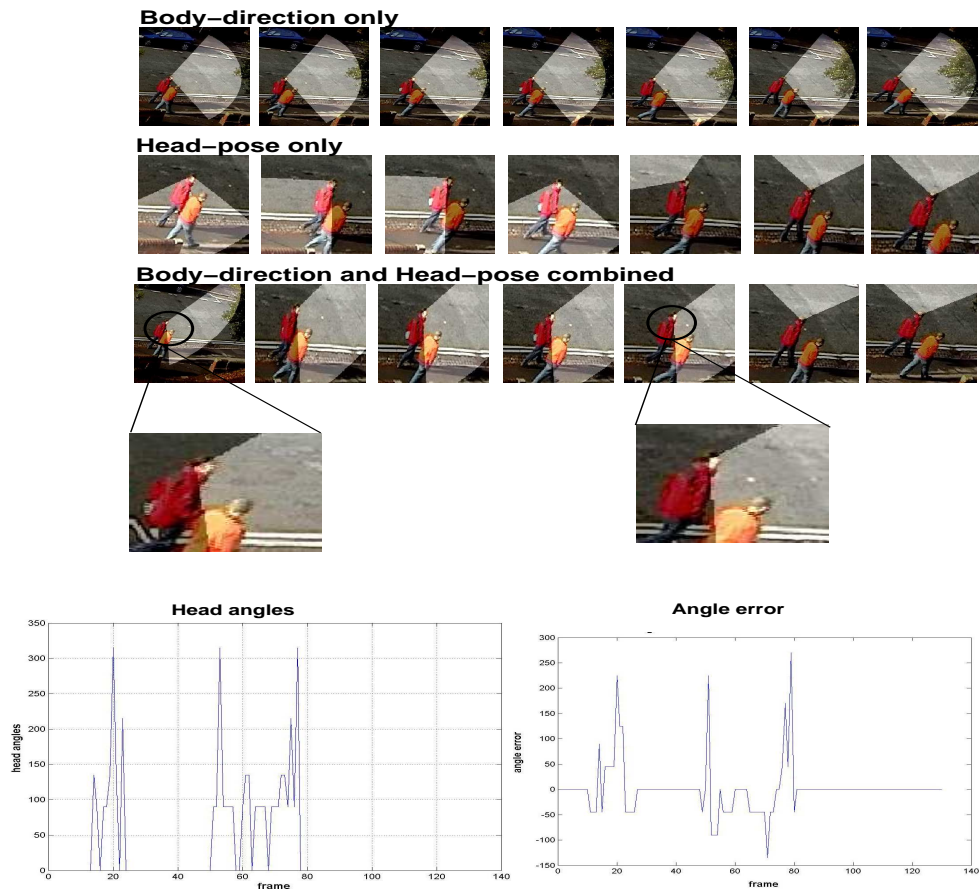 Body-direction only
Head-pose only
Body-direction and Head-pose combined
Head angles
350
300
250
200
150
100
50
0
head angles
0 20 40 60 80 100 120 140
frame
Angle error
300
250
200
150
100
50
0
-50
-100
-150
angle error
0 20 40 60 80 100 120 140
frame